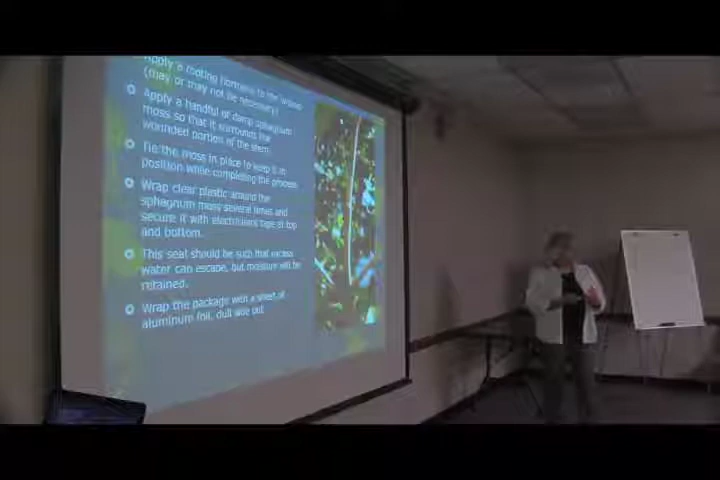 Apply a rooting hormone to the wound
(may or may not be necessary)
Apply a handful of damp sphagnum
moss so that it surrounds the
wounded portion of the stem.
Tie the moss in place to keep it in
position while completing the process
Wrap clear plastic around the
sphagnum moss several times and
secure it with electricians tape at top
and bottom.
This seal should be such that excess
water can escape, but moisture will be
retained.
Wrap the package with a sheet of
aluminum foil, dull side out